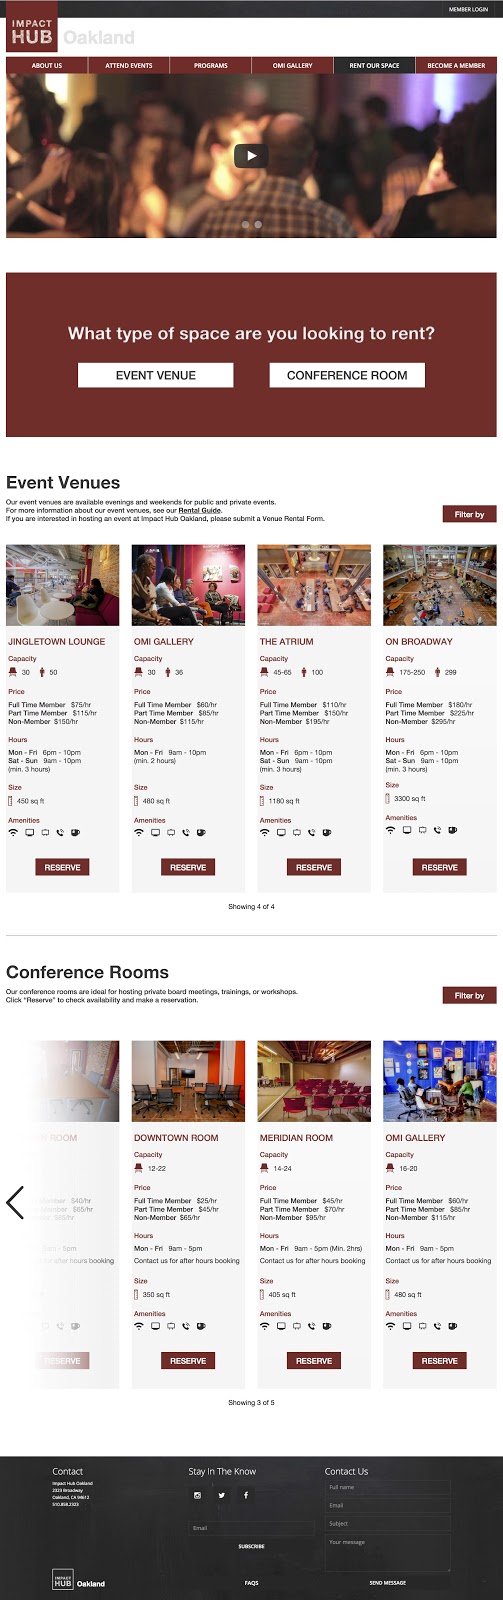 MEMBER LOGIN
IMPACT
HUB Oakland
ABOUT US
ATTEND EVENTS
PROGRAMS
OMI GALLERY
RENT OUR SPACE
BECOME A MEMBER
What type of space are you looking to rent?
EVENT VENUE
CONFERENCE ROOM
Event Venues
Our event venues are available evenings and weekends for public and private events.
For more information about our event venues, see our Rental Guide.
If you are interested in hosting an event at Impact Hub Oakland, please submit a Venue Rental Form.
Filter by
JINGLETOWN LOUNGE
Capacity
30 50
Price
Full Time Member $75/hr
Part Time Member $115/hr
Non-Member $150/hr
Hours
Mon - Fri 6pm - 10pm
Sat - Sun 9am - 10pm
(min. 3 hours)
Size
450 sq ft
Amenities
RESERVE
OMI GALLERY
Capacity
30 36
Price
Full Time Member $60/hr
Part Time Member $85/hr
Non-Member $115/hr
Hours
Mon - Fri 9am - 10pm
(min. 2 hours)
Size
480 sq ft
Amenities
RESERVE
THE ATRIUM
Capacity
45-65 100
Price
Full Time Member $110/hr
Part Time Member $150/hr
Non-Member $195/hr
Hours
Mon - Fri 6pm - 10pm
Sat - Sun 9am - 10pm
(min. 3 hours)
Size
1180 sq ft
Amenities
RESERVE
ON BROADWAY
Capacity
175-250 299
Price
Full Time Member $180/hr
Part Time Member $225/hr
Non-Member $295/hr
Hours
Mon - Fri 6pm - 10pm
Sat - Sun 9am - 10pm
(min. 3 hours)
Size
3300 sq ft
Amenities
RESERVE
Showing 4 of 4
Conference Rooms
Our conference rooms are ideal for hosting private board meetings, trainings, or workshops.
Click "Reserve" to check availability and make a reservation.
Filter by
ROOM
Member $40/hr
Member $65/hr
$85/hr
9am - 5pm
Contact us for after hours booking
RESERVE
DOWNTOWN ROOM
Capacity
12-22
Price
Full Time Member $25/hr
Part Time Member $45/hr
Non-Member $65/hr
Hours
Mon - Fri 9am - 5pm
Contact us for after hours booking
Size
350 sq ft
Amenities
RESERVE
MERIDIAN ROOM
Capacity
14-24
Price
Full Time Member $45/hr
Part Time Member $70/hr
Non-Member $95/hr
Hours
Mon - Fri 9am - 5pm (Min. 2hrs)
Contact us for after hours booking
Size
405 sq ft
Amenities
RESERVE
OMI GALLERY
Capacity
16-20
Price
Full Time Member $60/hr
Part Time Member $85/hr
Non-Member $115/hr
Hours
Mon - Fri 9am - 5pm
Contact us for after hours booking
Size
480 sq ft
Amenities
RESERVE
Showing 3 of 5
Contact
Impact Hub Oakland
2323 Broadway
Oakland, CA 94612
510.858.2323
IMPACT
HUB Oakland
Stay In The Know
Email
SUBSCRIBE
FAQS
Contact Us
Full name
Email
Subject
Your message
SEND MESSAGE